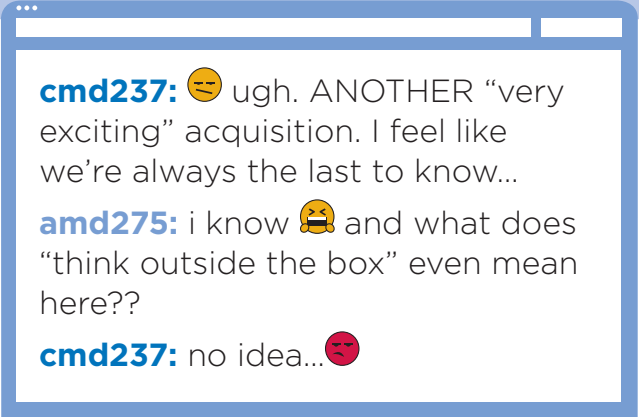 cmd237: 😒 ugh. ANOTHER “very
exciting” acquisition. I feel like
we’re always the last to know...
amd275: i know 😆 and what does
“think outside the box” even mean
here??
cmd237: no idea...😡